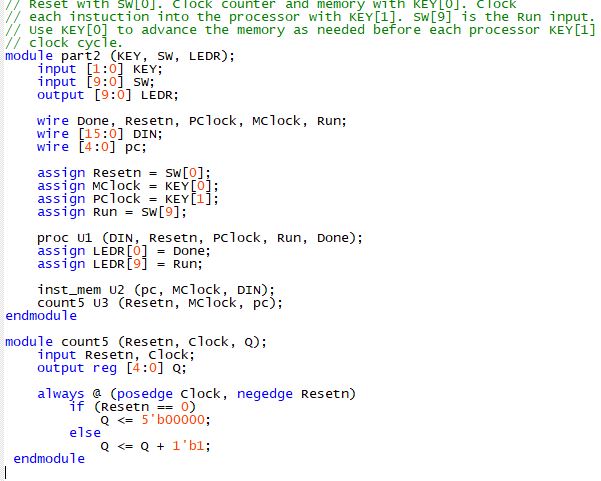 // Reset with SW[0]. Clock counter and memory with KEY[0]. Clock
// each instuction into the processor with KEY[1]. SW[9] is the Run input.
// Use KEY[0] to advance the memory as needed before each processor KEY[1]
// clock cycle.
module part2 (KEY, SW, LEDR);
    input [1:0] KEY;
    input [9:0] SW;
    output [9:0] LEDR;

    wire Done, Resetn, PClock, MClock, Run;
    wire [15:0] DIN;
    wire [4:0] pc;

    assign Resetn = SW[0];
    assign MClock = KEY[0];
    assign PClock = KEY[1];
    assign Run = SW[9];

    proc U1 (DIN, Resetn, PClock, Run, Done);
    assign LEDR[0] = Done;
    assign LEDR[9] = Run;

    inst_mem U2 (pc, MClock, DIN);
    count5 U3 (Resetn, MClock, pc);
endmodule

module count5 (Resetn, Clock, Q);
    input Resetn, Clock;
    output reg [4:0] Q;

    always @ (posedge Clock, negedge Resetn)
        if (Resetn == 0)
            Q <= 5'b00000;
        else
            Q <= Q + 1'b1;
 endmodule